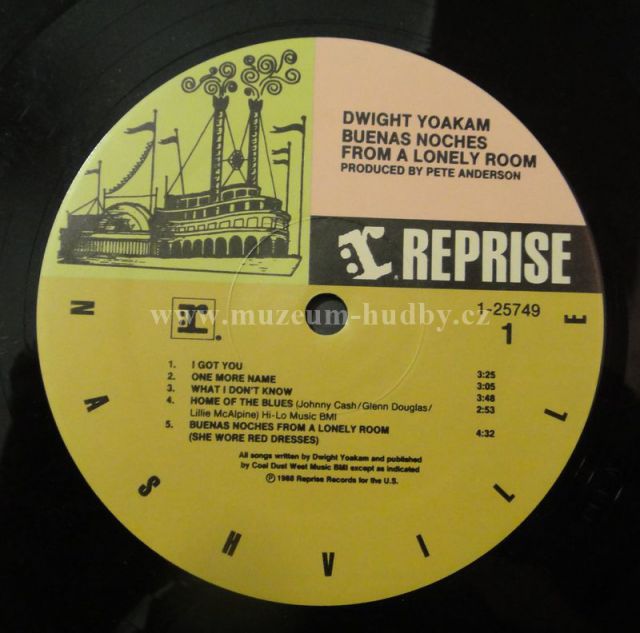 DWIGHT YOAKAM
BUENAS NOCHES
FROM A LONELY ROOM
PRODUCED BY PETE ANDERSON
r. REPRISE
r.
www.muzeum-hudby.cz
1-25749
1
1. I GOT YOU 3:25
2. ONE MORE NAME 3:05
3. WHAT I DON'T KNOW 3:48
4. HOME OF THE BLUES (Johnny Cash/Glenn Douglas/ 2:53
Lillie McAlpine) Hi-Lo Music BMI
5. BUENAS NOCHES FROM A LONELY ROOM 4:32
(SHE WORE RED DRESSES)
All songs written by Dwight Yoakam and published
by Coal Dust West Music BMI except as indicated
℗ 1988 Reprise Records for the U.S.
NASHVILLE